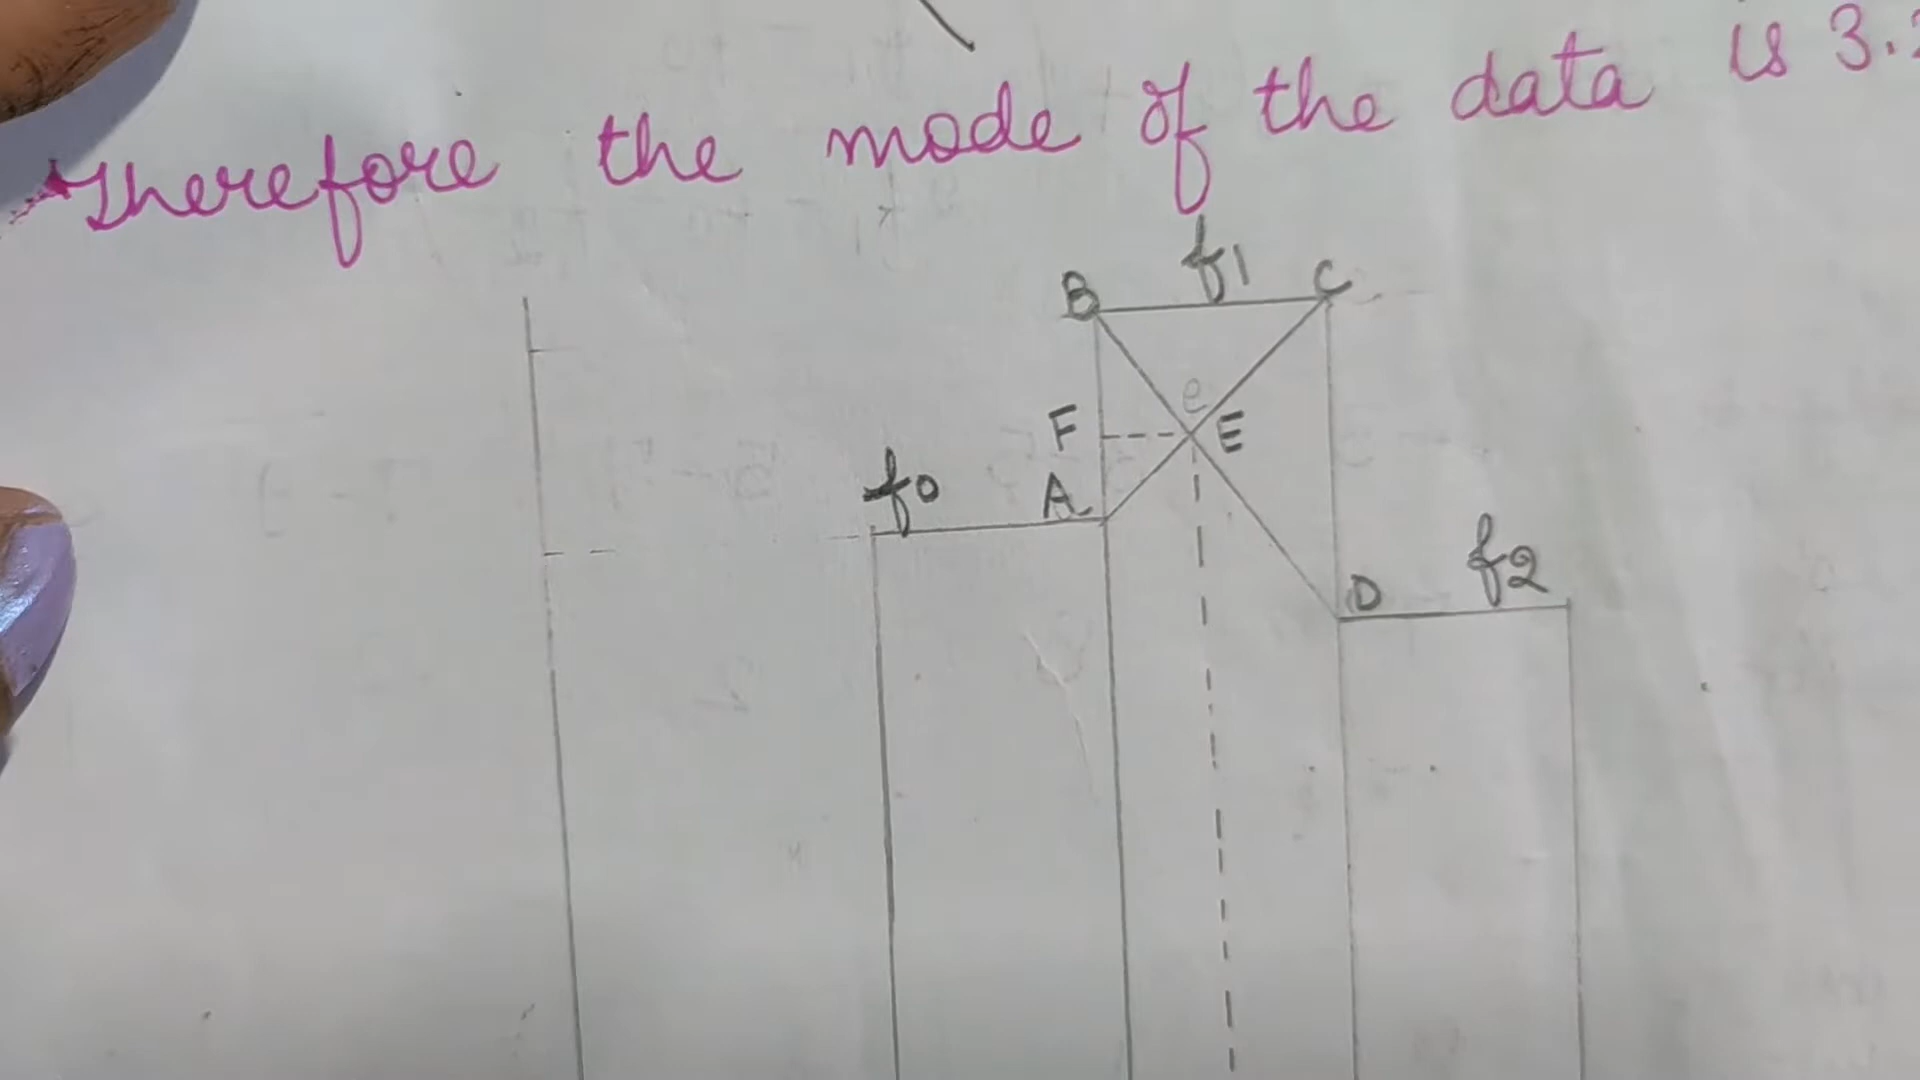 Therefore the mode of the data is 3.
f1
B C
e
F E
f0 A
f2
D